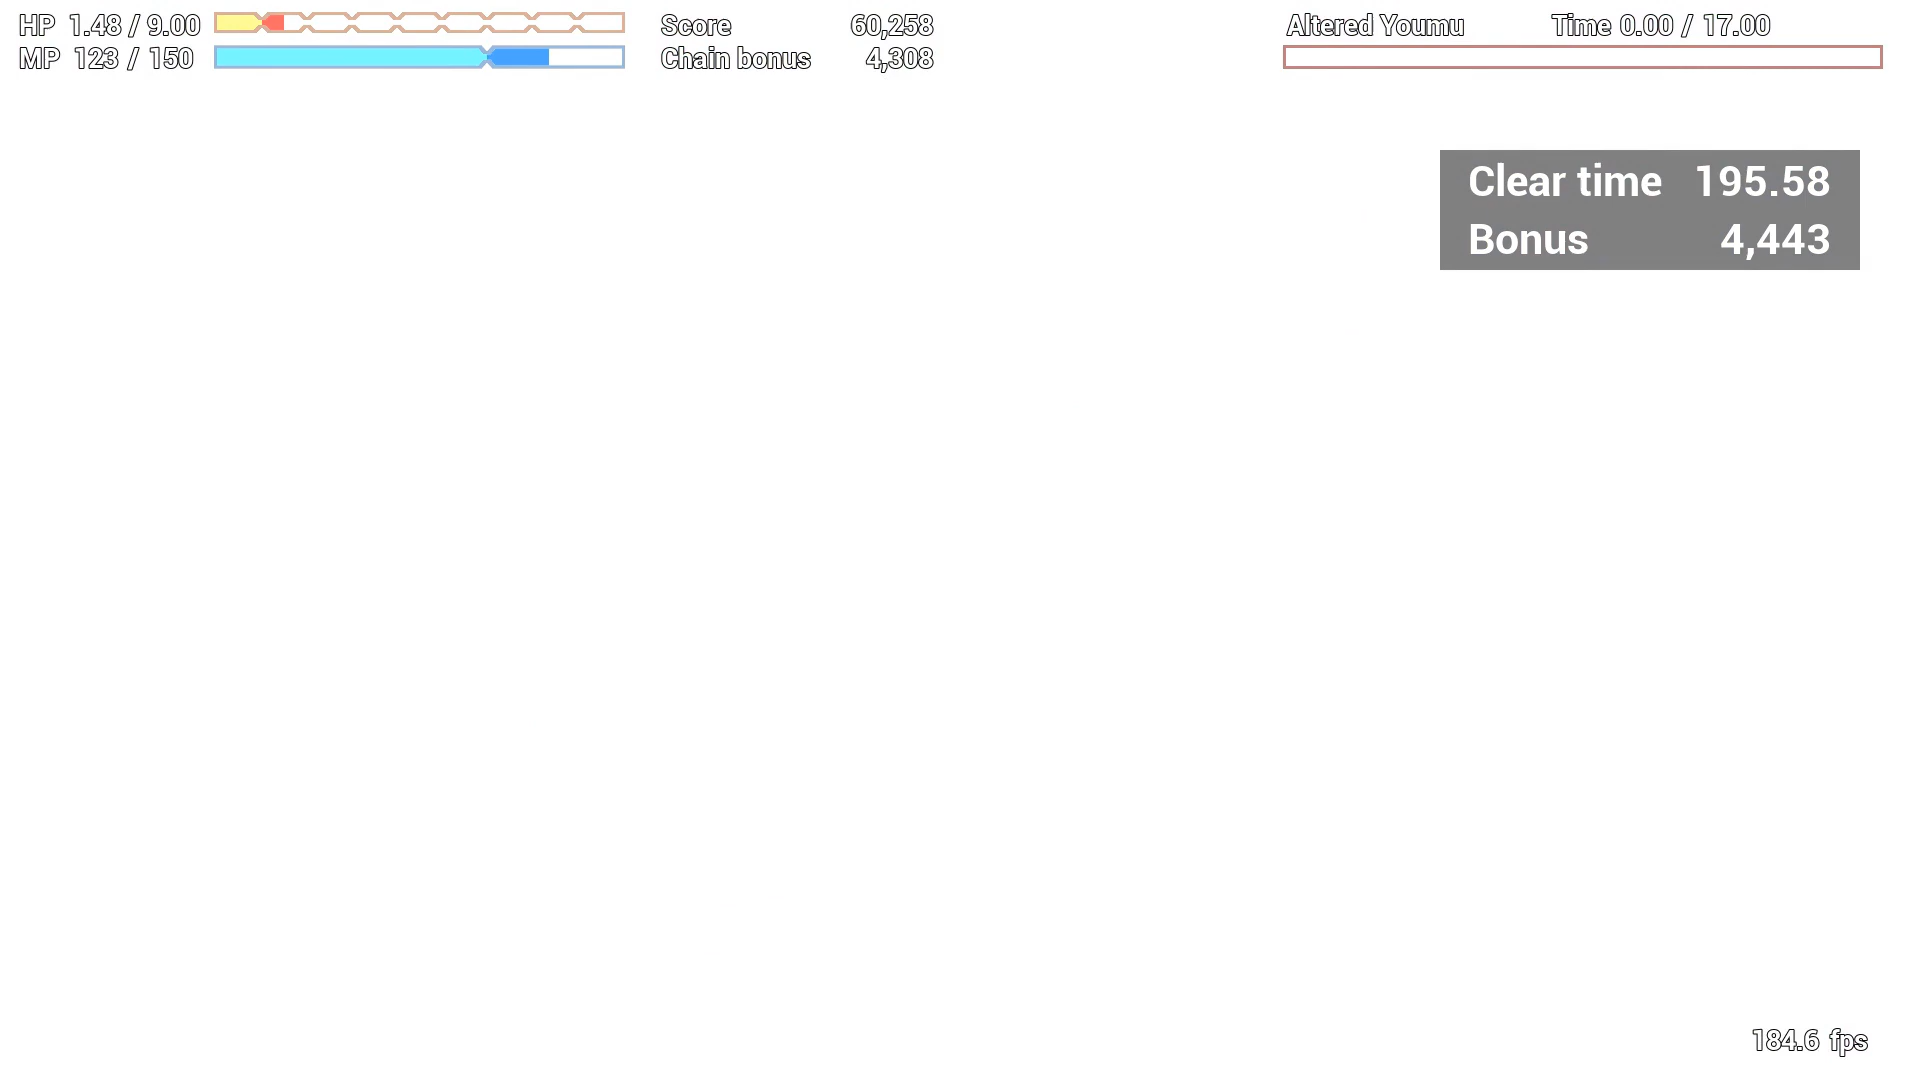 HP 1.48 / 9.00
MP 123 / 150
Score 60,258
Chain bonus 4,308
Altered Youmu Time 0.00 / 17.00
Clear time 195.58
Bonus 4,443
184.6 fps